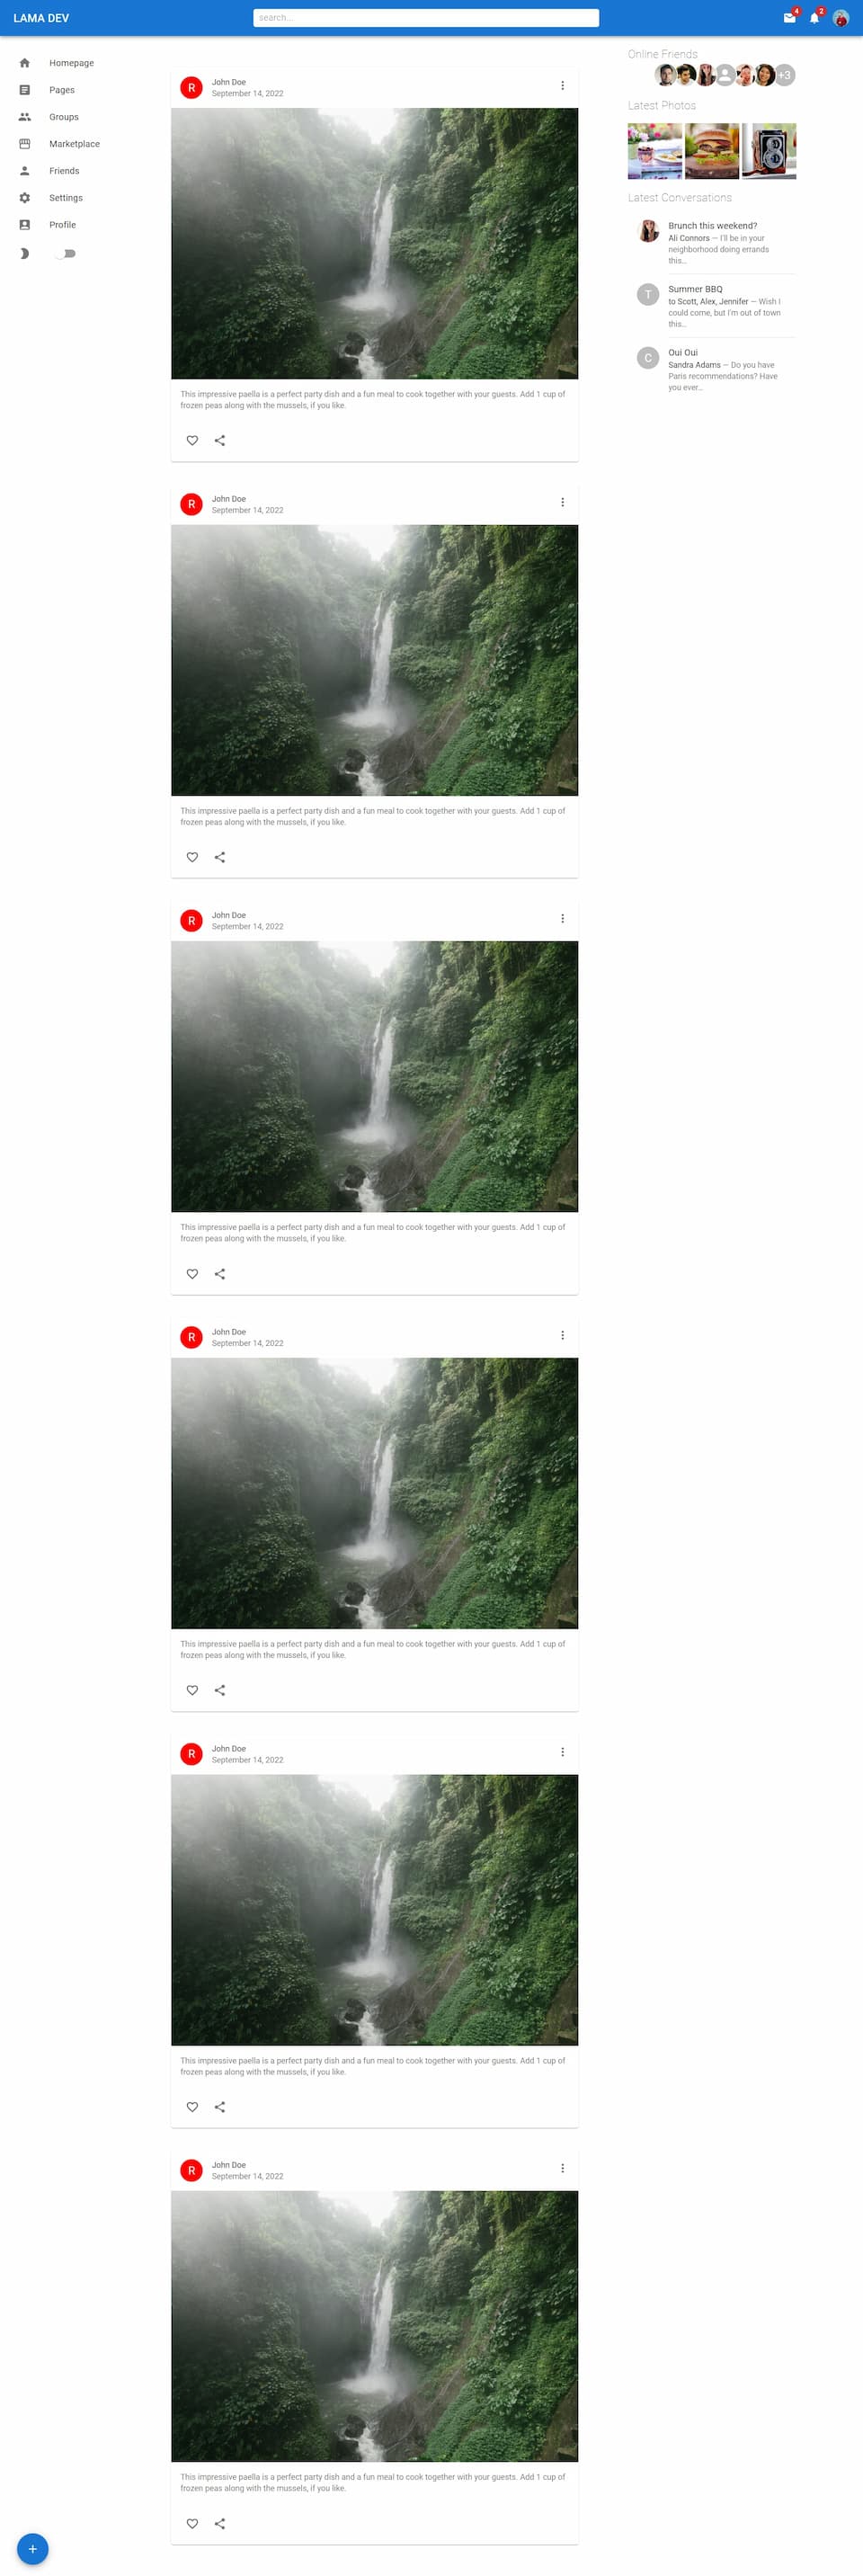 LAMA DEV
search...
4
2
Homepage
Pages
Groups
Marketplace
Friends
Settings
Profile
R
John Doe
September 14, 2022
This impressive paella is a perfect party dish and a fun meal to cook together with your guests. Add 1 cup of
frozen peas along with the mussels, if you like.
R
John Doe
September 14, 2022
This impressive paella is a perfect party dish and a fun meal to cook together with your guests. Add 1 cup of
frozen peas along with the mussels, if you like.
R
John Doe
September 14, 2022
This impressive paella is a perfect party dish and a fun meal to cook together with your guests. Add 1 cup of
frozen peas along with the mussels, if you like.
R
John Doe
September 14, 2022
This impressive paella is a perfect party dish and a fun meal to cook together with your guests. Add 1 cup of
frozen peas along with the mussels, if you like.
R
John Doe
September 14, 2022
This impressive paella is a perfect party dish and a fun meal to cook together with your guests. Add 1 cup of
frozen peas along with the mussels, if you like.
R
John Doe
September 14, 2022
This impressive paella is a perfect party dish and a fun meal to cook together with your guests. Add 1 cup of
frozen peas along with the mussels, if you like.
Online Friends
+3
Latest Photos
Latest Conversations
Brunch this weekend?
Ali Connors — I'll be in your
neighborhood doing errands
this…
T
Summer BBQ
to Scott, Alex, Jennifer — Wish I
could come, but I'm out of town
this…
C
Oui Oui
Sandra Adams — Do you have
Paris recommendations? Have
you ever…
+